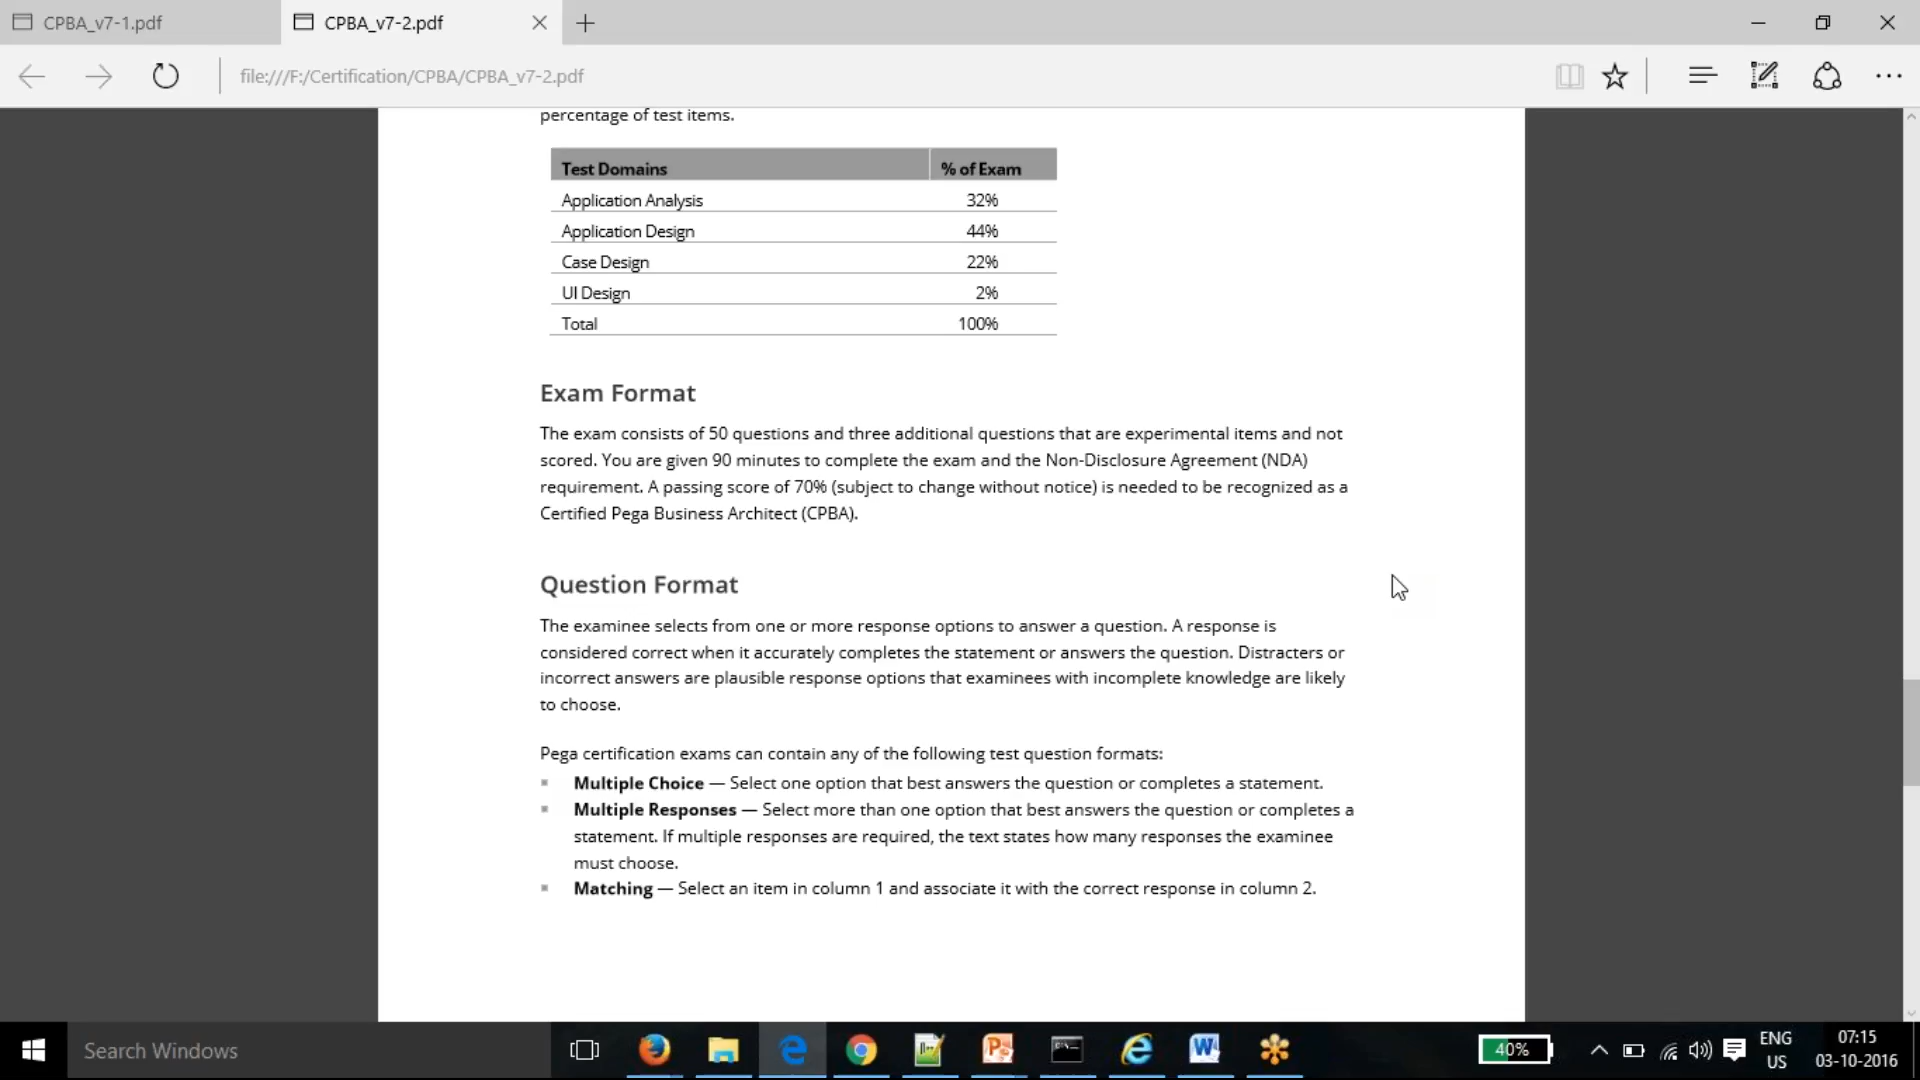 CPBA_v7-1.pdf
CPBA_v7-2.pdf
file:///F:/Certification/CPBA/CPBA_v7-2.pdf
percentage of test items.
Test Domains % of Exam
Application Analysis 32%
Application Design 44%
Case Design 22%
UI Design 2%
Total 100%
Exam Format
The exam consists of 50 questions and three additional questions that are experimental items and not
scored. You are given 90 minutes to complete the exam and the Non-Disclosure Agreement (NDA)
requirement. A passing score of 70% (subject to change without notice) is needed to be recognized as a
Certified Pega Business Architect (CPBA).
Question Format
The examinee selects from one or more response options to answer a question. A response is
considered correct when it accurately completes the statement or answers the question. Distracters or
incorrect answers are plausible response options that examinees with incomplete knowledge are likely
to choose.
Pega certification exams can contain any of the following test question formats:
▪ Multiple Choice — Select one option that best answers the question or completes a statement.
▪ Multiple Responses — Select more than one option that best answers the question or completes a
statement. If multiple responses are required, the text states how many responses the examinee
must choose.
▪ Matching — Select an item in column 1 and associate it with the correct response in column 2.
Search Windows
40%
ENG
US
07:15
03-10-2016